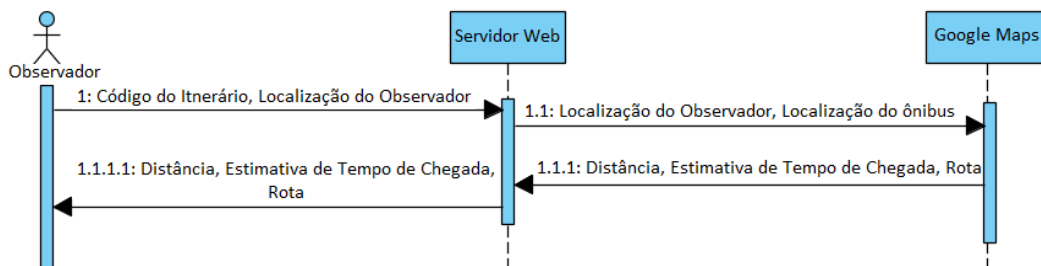 Observador
Servidor Web
Google Maps
1: Código do Itnerário, Localização do Observador
1.1: Localização do Observador, Localização do ônibus
1.1.1: Distância, Estimativa de Tempo de Chegada, Rota
1.1.1.1: Distância, Estimativa de Tempo de Chegada,
Rota